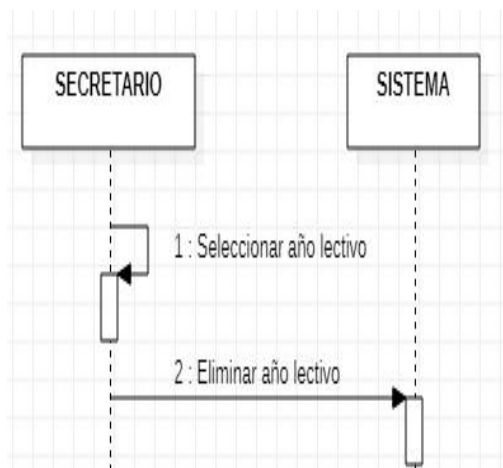 SECRETARIO
SISTEMA
1 : Seleccionar año lectivo
2 : Eliminar año lectivo